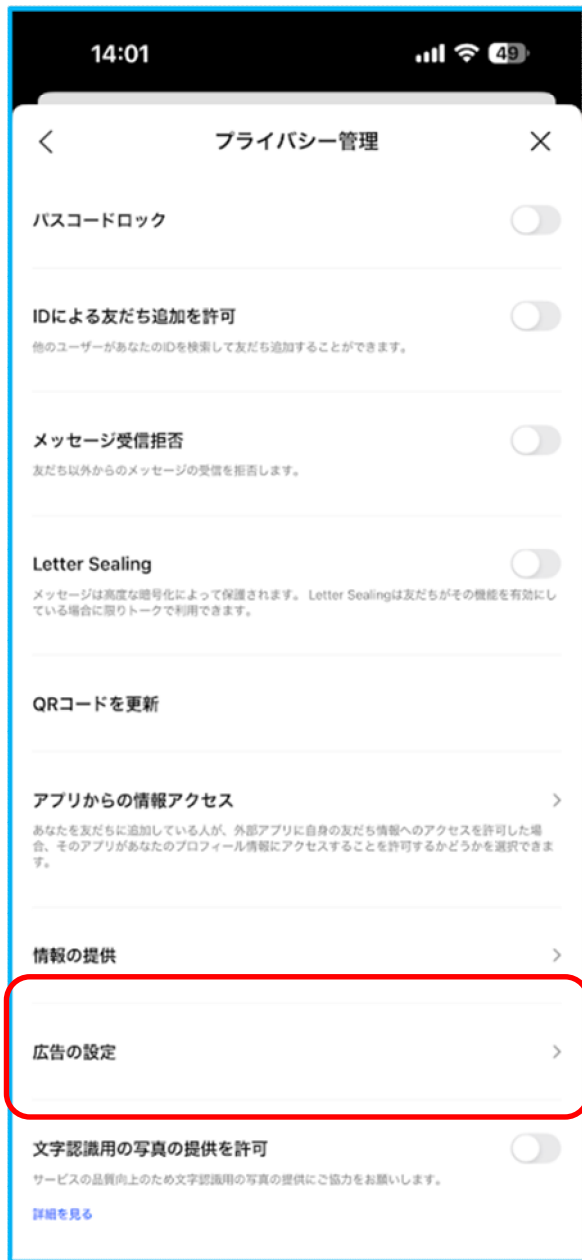 14:01
49
プライバシー管理
パスコードロック
IDによる友だち追加を許可
他のユーザーがあなたのIDを検索して友だち追加することができます。
メッセージ受信拒否
友だち以外からのメッセージの受信を拒否します。
Letter Sealing
メッセージは高度な暗号化によって保護されます。 Letter Sealingは友だちがその機能を有効にし
ている場合に限りトークで利用できます。
QRコードを更新
アプリからの情報アクセス
あなたを友だちに追加している人が、外部アプリに自身の友だち情報へのアクセスを許可した場
合、そのアプリがあなたのプロフィール情報にアクセスすることを許可するかどうかを選択できま
す。
情報の提供
広告の設定
文字認識用の写真の提供を許可
サービスの品質向上のため文字認識用の写真の提供にご協力をお願いします。
詳細を見る